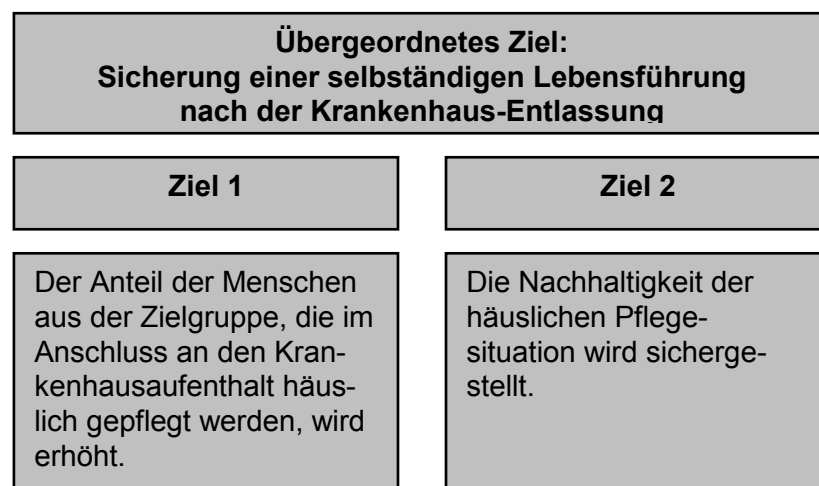 Übergeordnetes Ziel:
Sicherung einer selbständigen Lebensführung
nach der Krankenhaus-Entlassung
Ziel 1
Ziel 2
Der Anteil der Menschen
aus der Zielgruppe, die im
Anschluss an den Kran-
kenhausaufenthalt häus-
lich gepflegt werden, wird
erhöht.
Die Nachhaltigkeit der
häuslichen Pflege-
situation wird sicherge-
stellt.